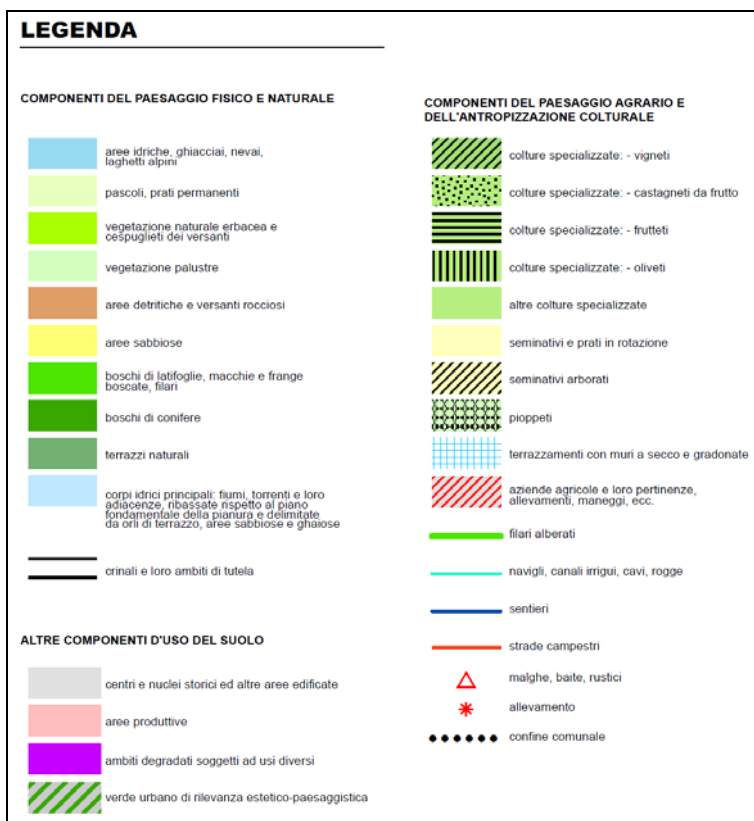 LEGENDA
COMPONENTI DEL PAESAGGIO FISICO E NATURALE
aree idriche, ghiacciai, nevai,
laghetti alpini
pascoli, prati permanenti
vegetazione naturale erbacea e
cespuglieti dei versanti
vegetazione palustre
aree detritiche e versanti rocciosi
aree sabbiose
boschi di latifoglie, macchie e frange
boscate, filari
boschi di conifere
terrazzi naturali
corpi idrici principali: fiumi, torrenti e loro
adiacenze, ribassate rispetto al piano
fondamentale della pianura e delimitate
da orli di terrazzo, aree sabbiose e ghaiose
crinali e loro ambiti di tutela
ALTRE COMPONENTI D'USO DEL SUOLO
centri e nuclei storici ed altre aree edificate
aree produttive
ambiti degradati soggetti ad usi diversi
verde urbano di rilevanza estetico-paesaggistica
COMPONENTI DEL PAESAGGIO AGRARIO E
DELL'ANTROPIZZAZIONE COLTURALE
colture specializzate: - vigneti
colture specializzate: - castagneti da frutto
colture specializzate: - frutteti
colture specializzate: - oliveti
altre colture specializzate
seminativi e prati in rotazione
seminativi arborati
pioppeti
terrazzamenti con muri a secco e gradonate
aziende agricole e loro pertinenze,
allevamenti, maneggi, ecc.
filari alberati
navigli, canali irrigui, cavi, rogge
sentieri
strade campestri
malghe, baite, rustici
allevamento
confine comunale